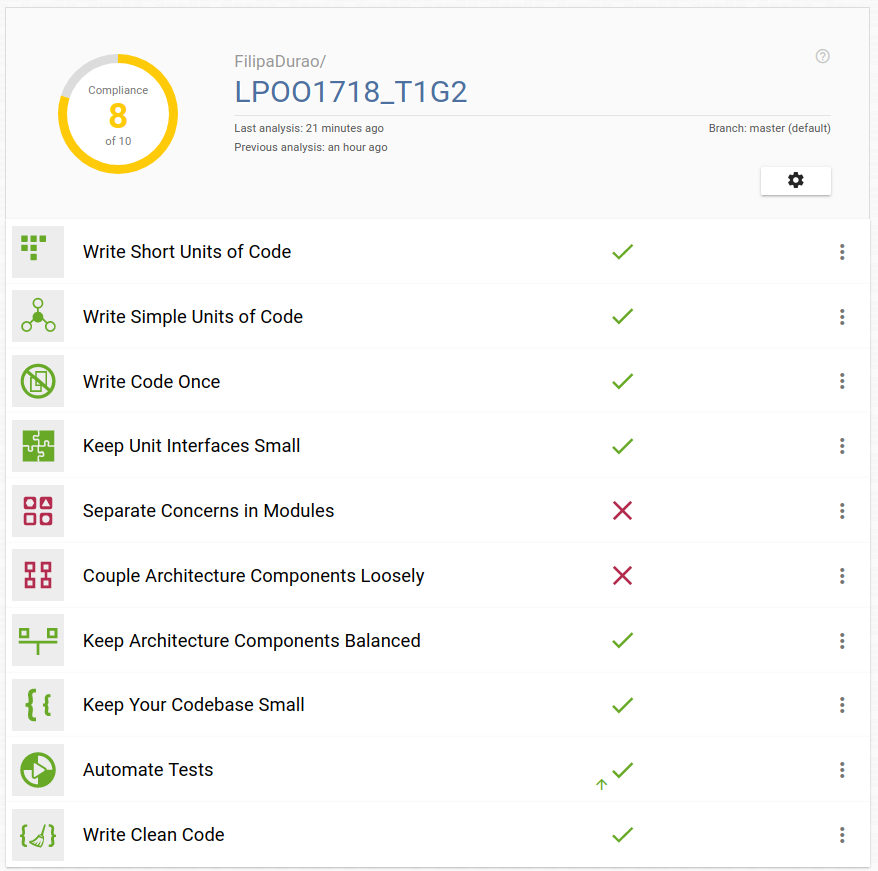 Compliance
8
of 10
FilipaDurao/
LPOO1718_T1G2
Last analysis: 21 minutes ago
Branch: master (default)
Previous analysis: an hour ago
Write Short Units of Code
Write Simple Units of Code
Write Code Once
Keep Unit Interfaces Small
Separate Concerns in Modules
Couple Architecture Components Loosely
Keep Architecture Components Balanced
Keep Your Codebase Small
Automate Tests
Write Clean Code